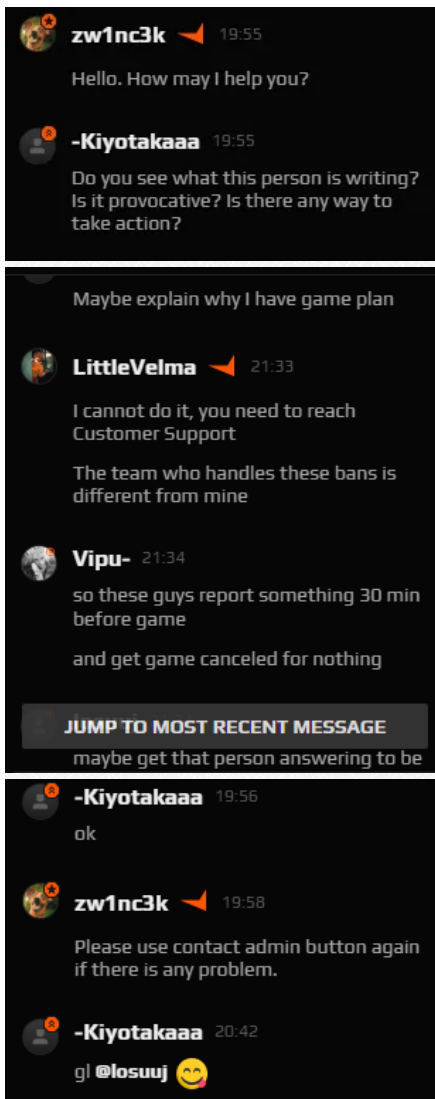 zw1nc3k 19:55
Hello. How may I help you?
-Kiyotakaaa 19:55
Do you see what this person is writing?
Is it provocative? Is there any way to
take action?
Maybe explain why I have game plan
LittleVelma 21:33
I cannot do it, you need to reach
Customer Support
The team who handles these bans is
different from mine
Vipu- 21:34
so these guys report something 30 min
before game
and get game canceled for nothing
JUMP TO MOST RECENT MESSAGE
maybe get that person answering to be
-Kiyotakaaa 19:56
ok
zw1nc3k 19:58
Please use contact admin button again
if there is any problem.
-Kiyotakaaa 20:42
gl @losuuj